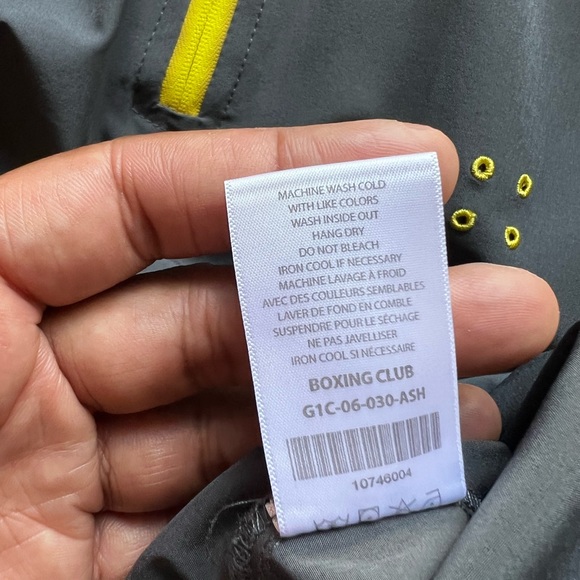 MACHINE WASH COLD
WITH LIKE COLORS
WASH INSIDE OUT
HANG DRY
DO NOT BLEACH
IRON COOL IF NECESSARY
MACHINE LAVAGE À FROID
AVEC DES COULEURS SEMBLABLES
LAVER DE FOND EN COMBLE
SUSPENDRE POUR LE SÉCHAGE
NE PAS JAVELLISER
IRON COOL SI NÉCESSAIRE
BOXING CLUB
G1C-06-030-ASH
10746004